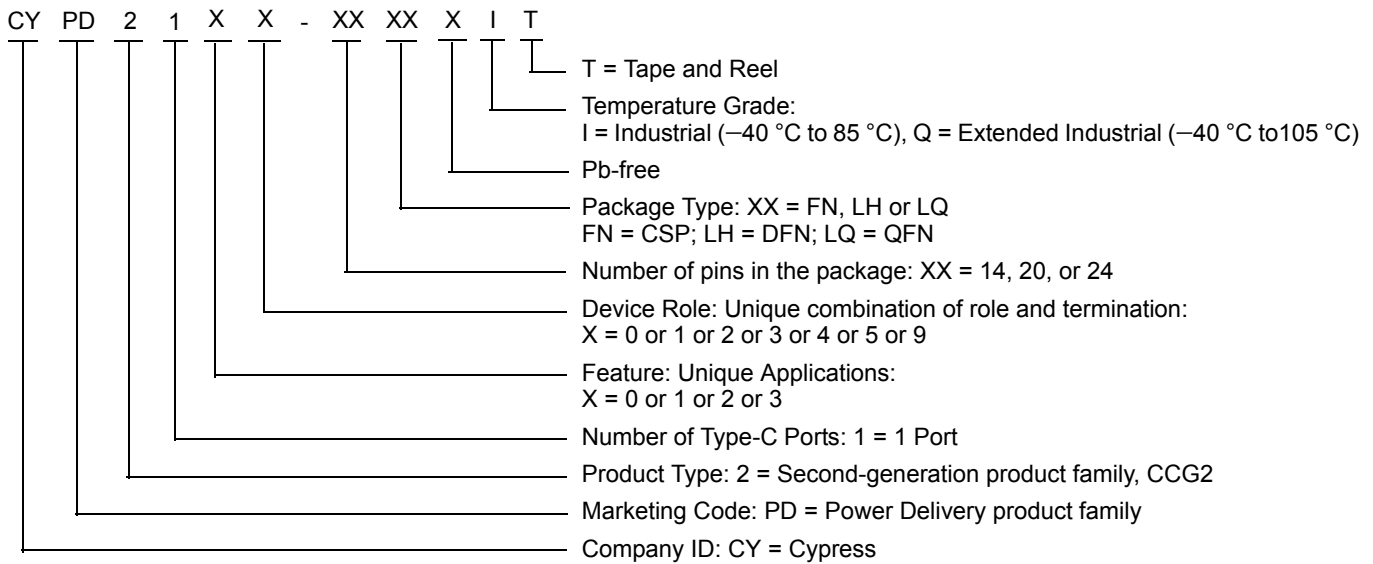 CY PD 2 1 X X - XX XX X I T
T = Tape and Reel
Temperature Grade:
I = Industrial (–40 °C to 85 °C), Q = Extended Industrial (–40 °C to105 °C)
Pb-free
Package Type: XX = FN, LH or LQ
FN = CSP; LH = DFN; LQ = QFN
Number of pins in the package: XX = 14, 20, or 24
Device Role: Unique combination of role and termination:
X = 0 or 1 or 2 or 3 or 4 or 5 or 9
Feature: Unique Applications:
X = 0 or 1 or 2 or 3
Number of Type-C Ports: 1 = 1 Port
Product Type: 2 = Second-generation product family, CCG2
Marketing Code: PD = Power Delivery product family
Company ID: CY = Cypress